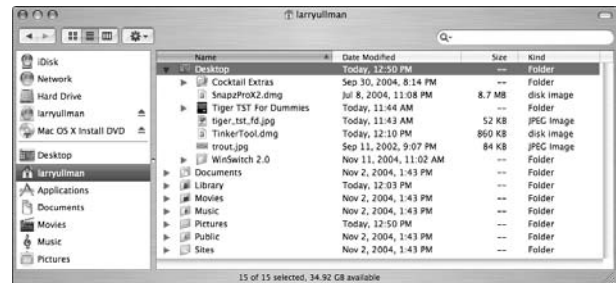 larryullman
Name Date Modified Size Kind
iDisk
Network
Hard Drive
larryullman
Mac OS X Install DVD
Desktop
larryullman
Applications
Documents
Movies
Music
Pictures
Desktop Today, 12:50 PM -- Folder
Cocktail Extras Sep 30, 2004, 8:14 PM -- Folder
SnapzProX2.dmg Jul 8, 2004, 11:08 PM 8.7 MB disk image
Tiger TST For Dummies Today, 11:44 AM -- Folder
tiger_tst_fd.jpg Today, 11:43 AM 52 KB JPEG Image
TinkerTool.dmg Today, 12:10 PM 860 KB disk image
trout.jpg Sep 11, 2002, 9:07 PM 84 KB JPEG Image
WinSwitch 2.0 Nov 11, 2004, 11:02 AM -- Folder
Documents Nov 2, 2004, 1:43 PM -- Folder
Library Today, 12:03 PM -- Folder
Movies Nov 2, 2004, 1:43 PM -- Folder
Music Nov 2, 2004, 1:43 PM -- Folder
Pictures Today, 12:50 PM -- Folder
Public Nov 2, 2004, 1:43 PM -- Folder
Sites Nov 2, 2004, 1:43 PM -- Folder
15 of 15 selected, 34.92 GB available